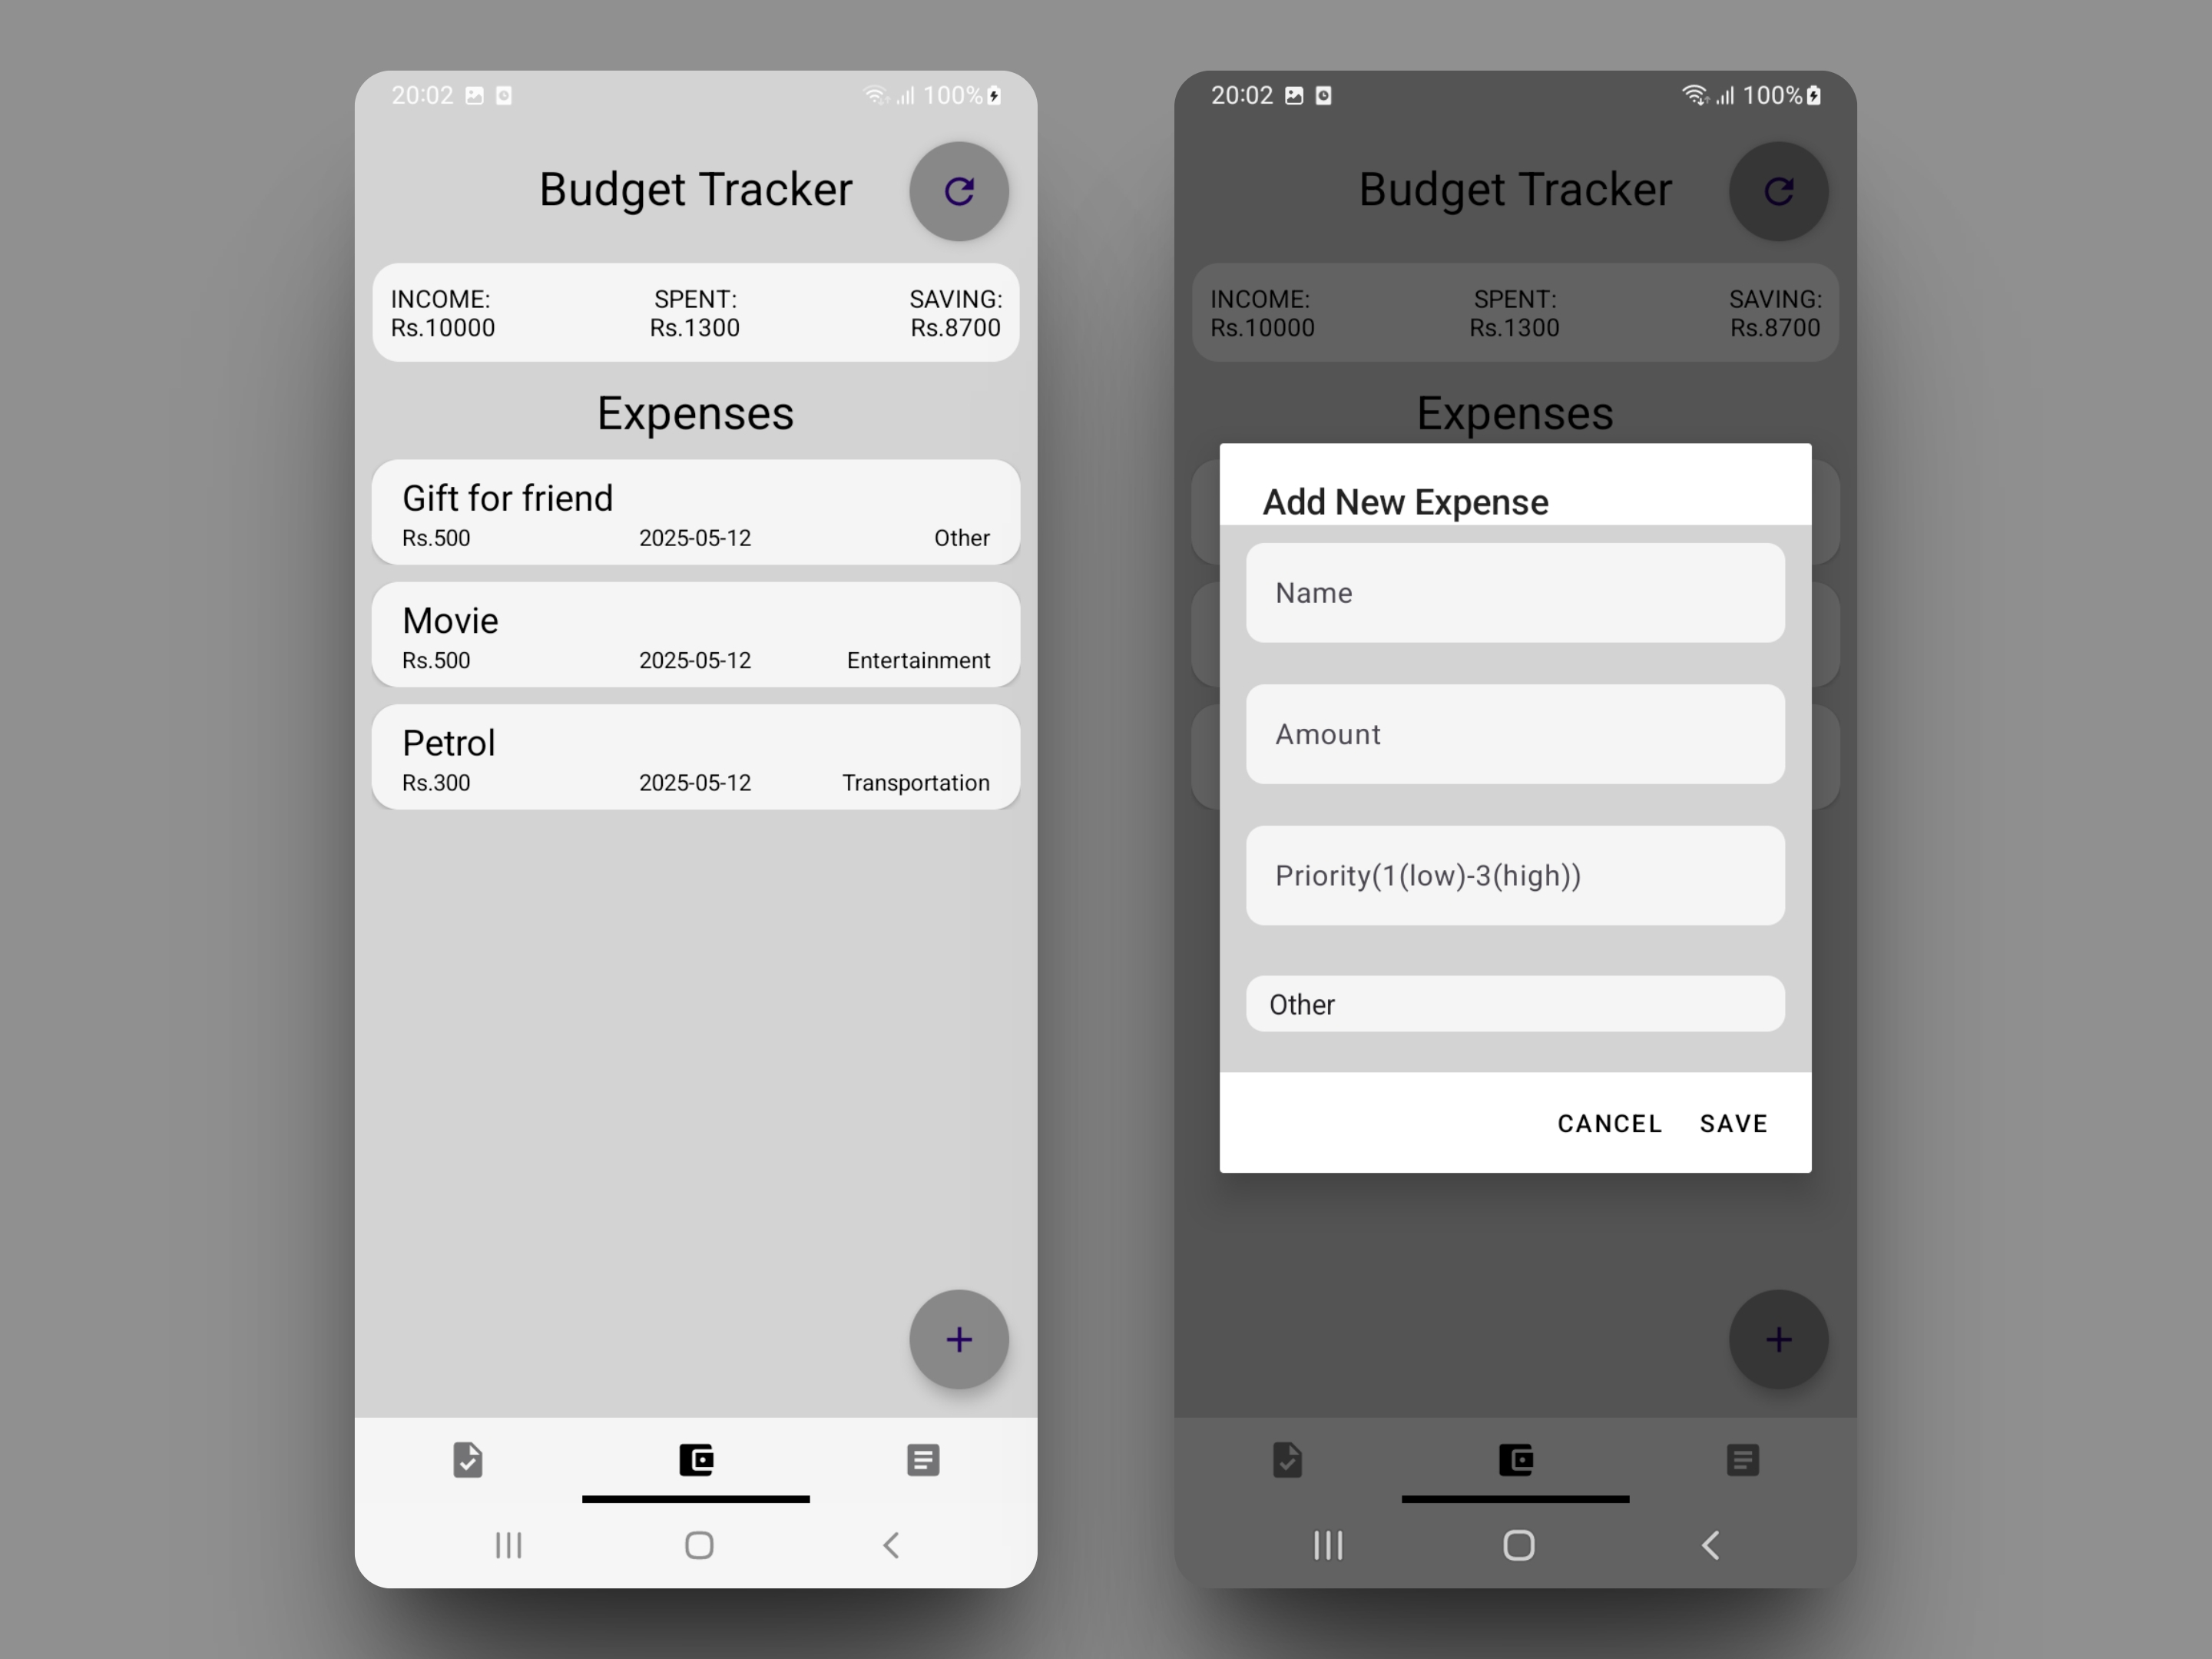 20:02 100%
Budget Tracker
INCOME: SPENT: SAVING:
Rs.10000 Rs.1300 Rs.8700
Expenses
Gift for friend
Rs.500 2025-05-12 Other
Movie
Rs.500 2025-05-12 Entertainment
Petrol
Rs.300 2025-05-12 Transportation
20:02 100%
Budget Tracker
INCOME: SPENT: SAVING:
Rs.10000 Rs.1300 Rs.8700
Expenses
Add New Expense
Name
Amount
Priority(1(low)-3(high))
Other
CANCEL SAVE